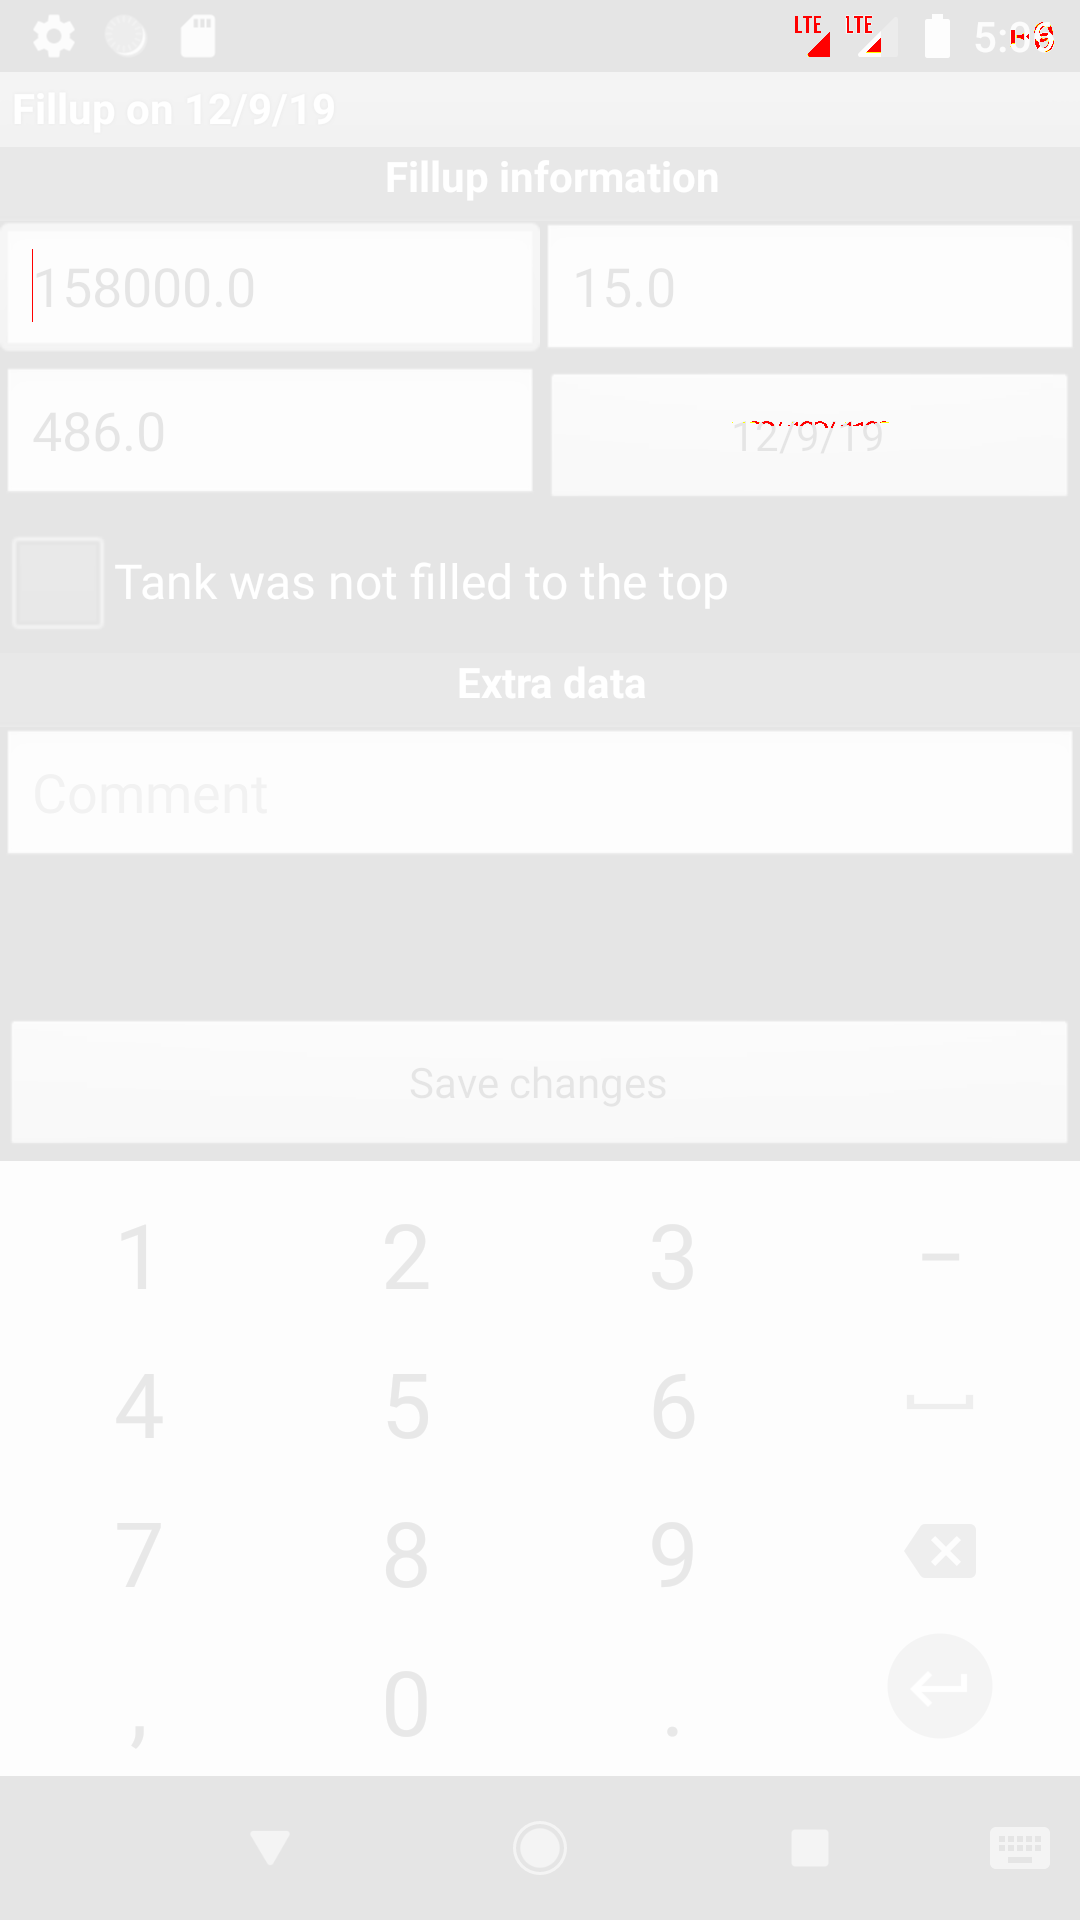 LTE LTE
Fillup on 12/9/19
Fillup information
158000.0 15.0
486.0 12/9/19
Tank was not filled to the top
Extra data
Comment
Save changes
1 2 3 –
4 5 6
7 8 9
, 0 .